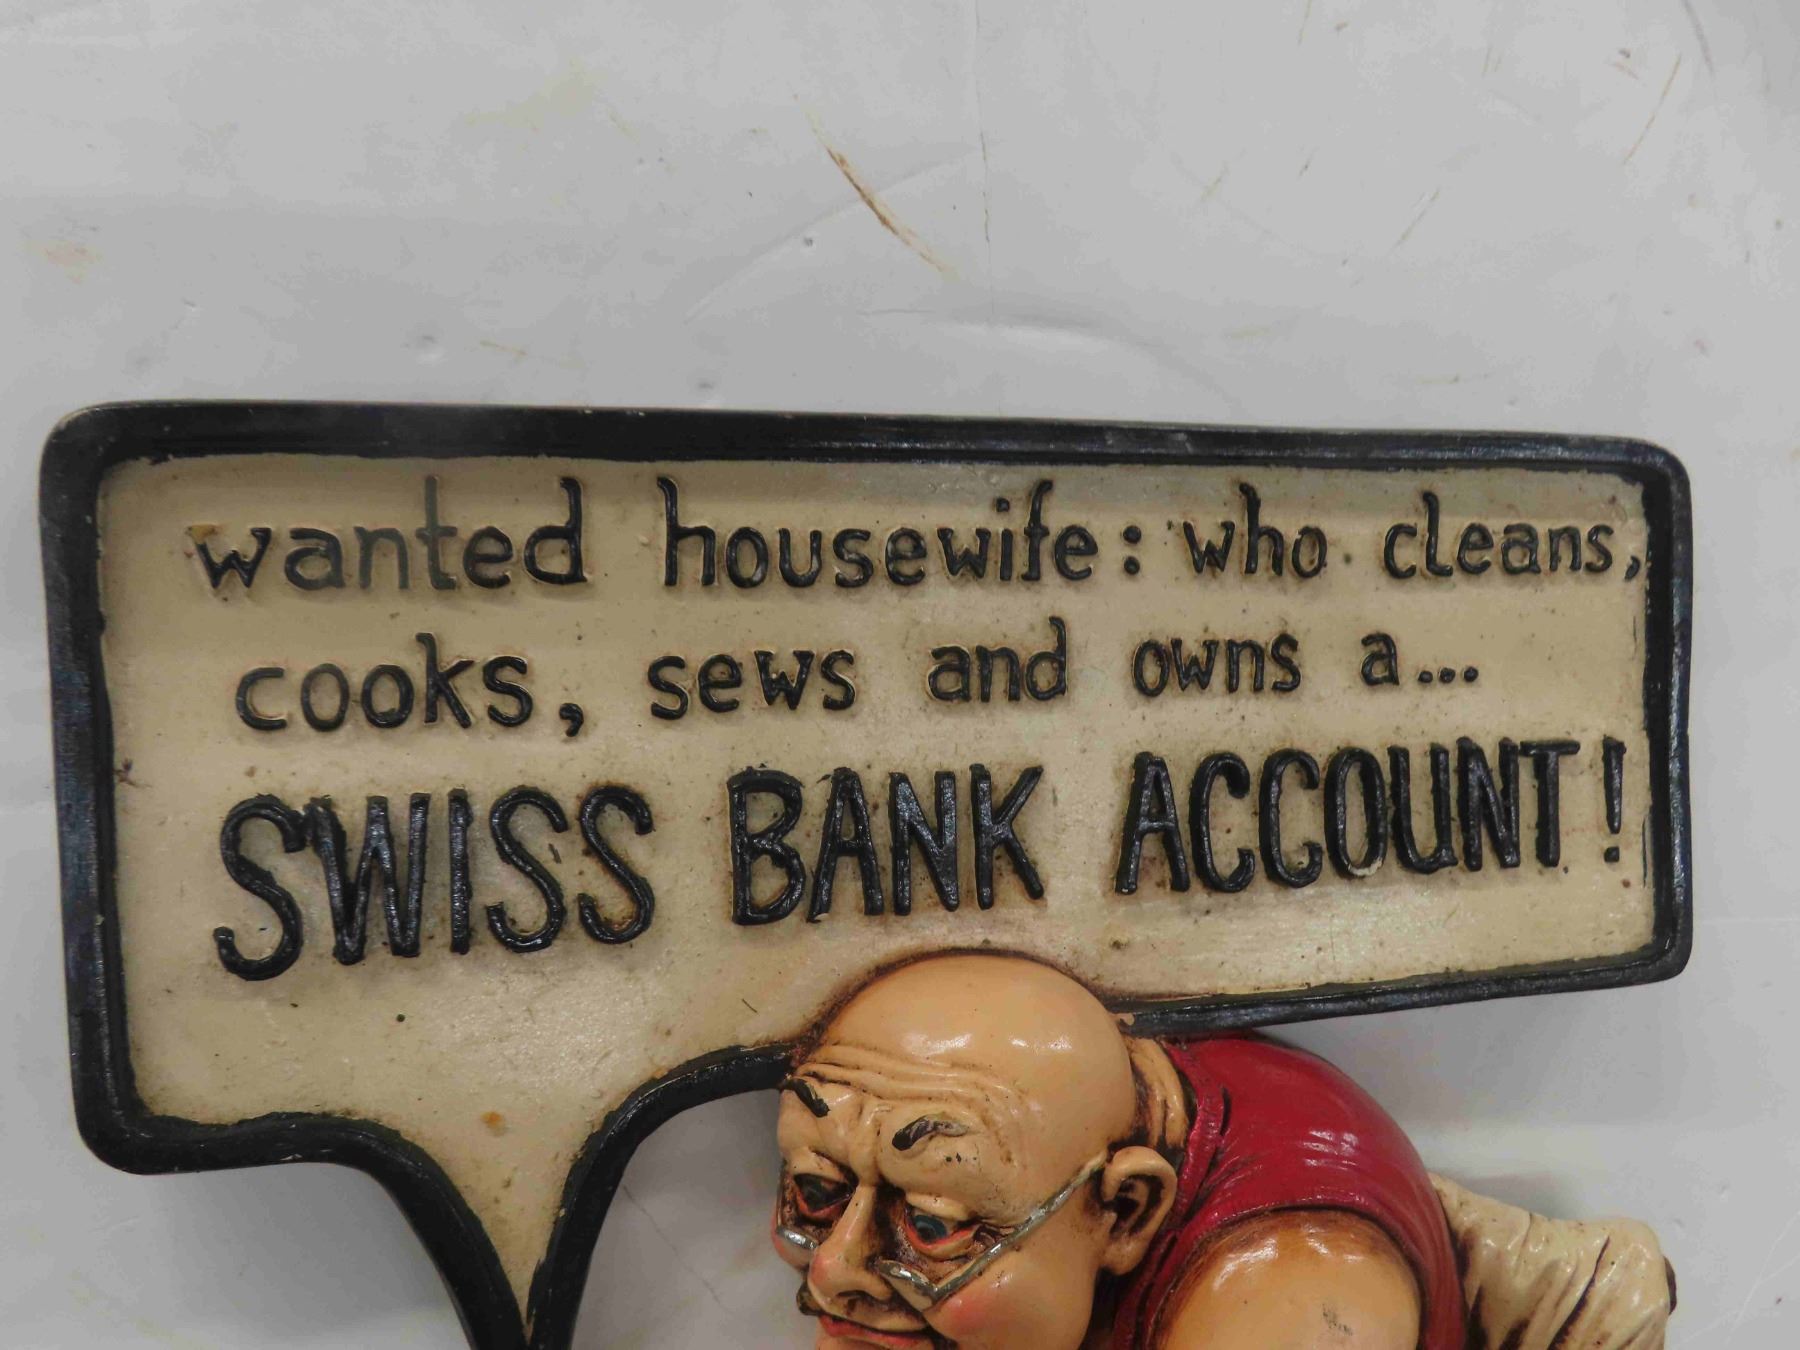 wanted housewife: who cleans,
cooks, sews and owns a...
SWISS BANK ACCOUNT!